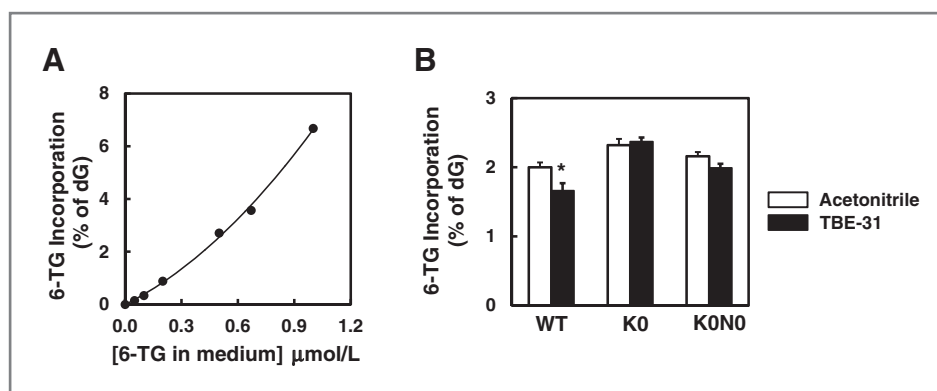 A
6-TG Incorporation
(% of dG)
8
6
4
2
0
0.0 0.3 0.6 0.9 1.2
[6-TG in medium] μmol/L
B
6-TG Incorporation
(% of dG)
3
2
1
0
*
WT K0 K0N0
Acetonitrile
TBE-31